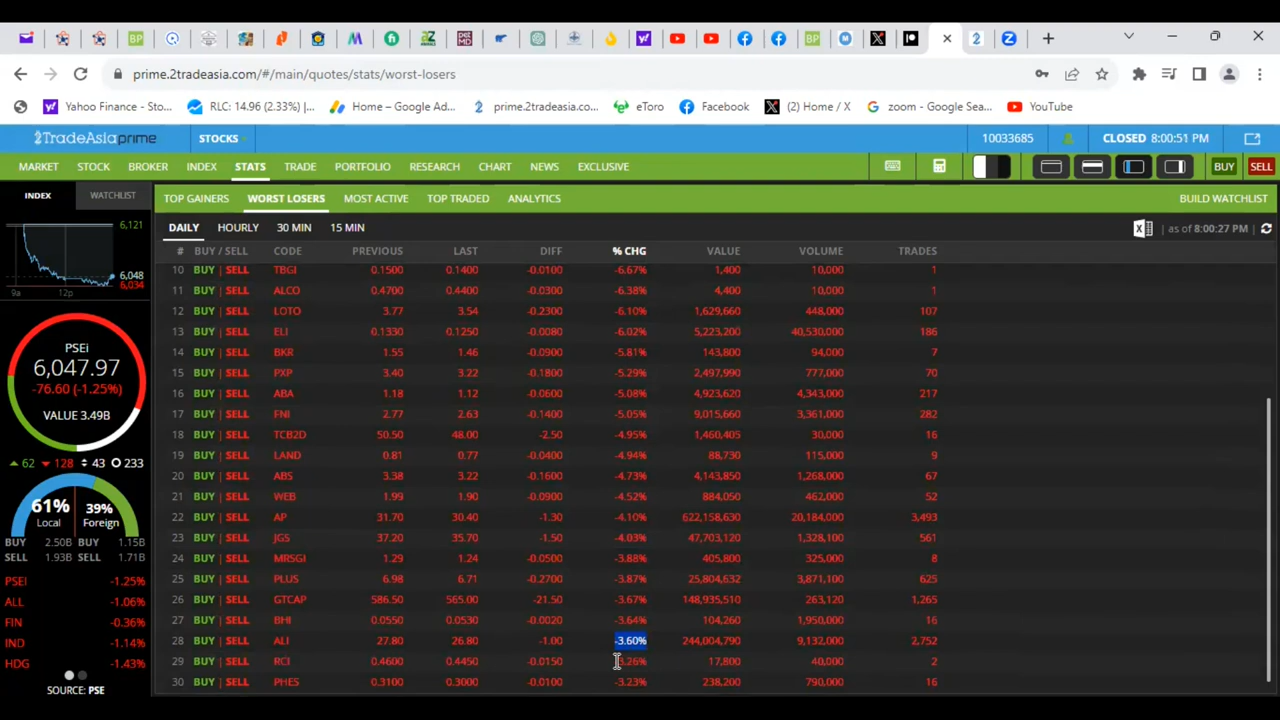 prime.2tradeasia.com/#/main/quotes/stats/worst-losers
Yahoo Finance - Sto... RLC: 14.96 (2.33%) |... Home – Google Ad... prime.2tradeasia.co... eToro Facebook (2) Home / X zoom - Google Sea... YouTube
2TradeAsia prime STOCKS 10033685 CLOSED 8:00:51 PM
MARKET STOCK BROKER INDEX STATS TRADE PORTFOLIO RESEARCH CHART NEWS EXCLUSIVE BUY SELL
INDEX WATCHLIST
TOP GAINERS WORST LOSERS MOST ACTIVE TOP TRADED ANALYTICS BUILD WATCHLIST
DAILY HOURLY 30 MIN 15 MIN as of 8:00:27 PM
# BUY / SELL CODE PREVIOUS LAST DIFF % CHG VALUE VOLUME TRADES
10 BUY | SELL TBGI 0.1500 0.1400 -0.0100 -6.67% 1,400 10,000 1
11 BUY | SELL ALCO 0.4700 0.4400 -0.0300 -6.38% 4,400 10,000 1
12 BUY | SELL LOTO 3.77 3.54 -0.2300 -6.10% 1,629,660 448,000 107
13 BUY | SELL ELI 0.1330 0.1250 -0.0080 -6.02% 5,223,200 40,530,000 186
14 BUY | SELL BKR 1.55 1.46 -0.0900 -5.81% 143,800 94,000 7
15 BUY | SELL PXP 3.40 3.22 -0.1800 -5.29% 2,497,990 777,000 70
16 BUY | SELL ABA 1.18 1.12 -0.0600 -5.08% 4,923,620 4,343,000 217
17 BUY | SELL FNI 2.77 2.63 -0.1400 -5.05% 9,015,660 3,361,000 282
18 BUY | SELL TCB2D 50.50 48.00 -2.50 -4.95% 1,460,405 30,000 16
19 BUY | SELL LAND 0.81 0.77 -0.0400 -4.94% 88,730 115,000 9
20 BUY | SELL ABS 3.38 3.22 -0.1600 -4.73% 4,143,850 1,268,000 67
21 BUY | SELL WEB 1.99 1.90 -0.0900 -4.52% 884,050 462,000 52
22 BUY | SELL AP 31.70 30.40 -1.30 -4.10% 622,158,630 20,184,000 3,493
23 BUY | SELL JGS 37.20 35.70 -1.50 -4.03% 47,703,120 1,328,100 561
24 BUY | SELL MRSGI 1.29 1.24 -0.0500 -3.88% 405,800 325,000 8
25 BUY | SELL PLUS 6.98 6.71 -0.2700 -3.87% 25,804,632 3,871,100 625
26 BUY | SELL GTCAP 586.50 565.00 -21.50 -3.67% 148,935,510 263,120 1,265
27 BUY | SELL BHI 0.0550 0.0530 -0.0020 -3.64% 1,950,000 16
28 BUY | SELL ALI 27.80 26.80 -1.00 -3.60% 244,004,790 9,132,000 2,752
29 BUY | SELL RCI 0.4600 0.4450 -0.0150 -3.26% 17,800 40,000 2
30 BUY | SELL PHES 0.3100 0.3000 -0.0100 -3.23% 238,200 790,000 16
6,121
6,048
6,034
9a 12p
PSEi
6,047.97
-76.60 (-1.25%)
VALUE 3.49B
62 128 43 233
61% Local 39% Foreign
BUY 2.50B BUY 1.15B
SELL 1.93B SELL 1.71B
PSEI -1.25%
ALL -1.06%
FIN -0.36%
IND -1.14%
HDG -1.43%
SOURCE: PSE